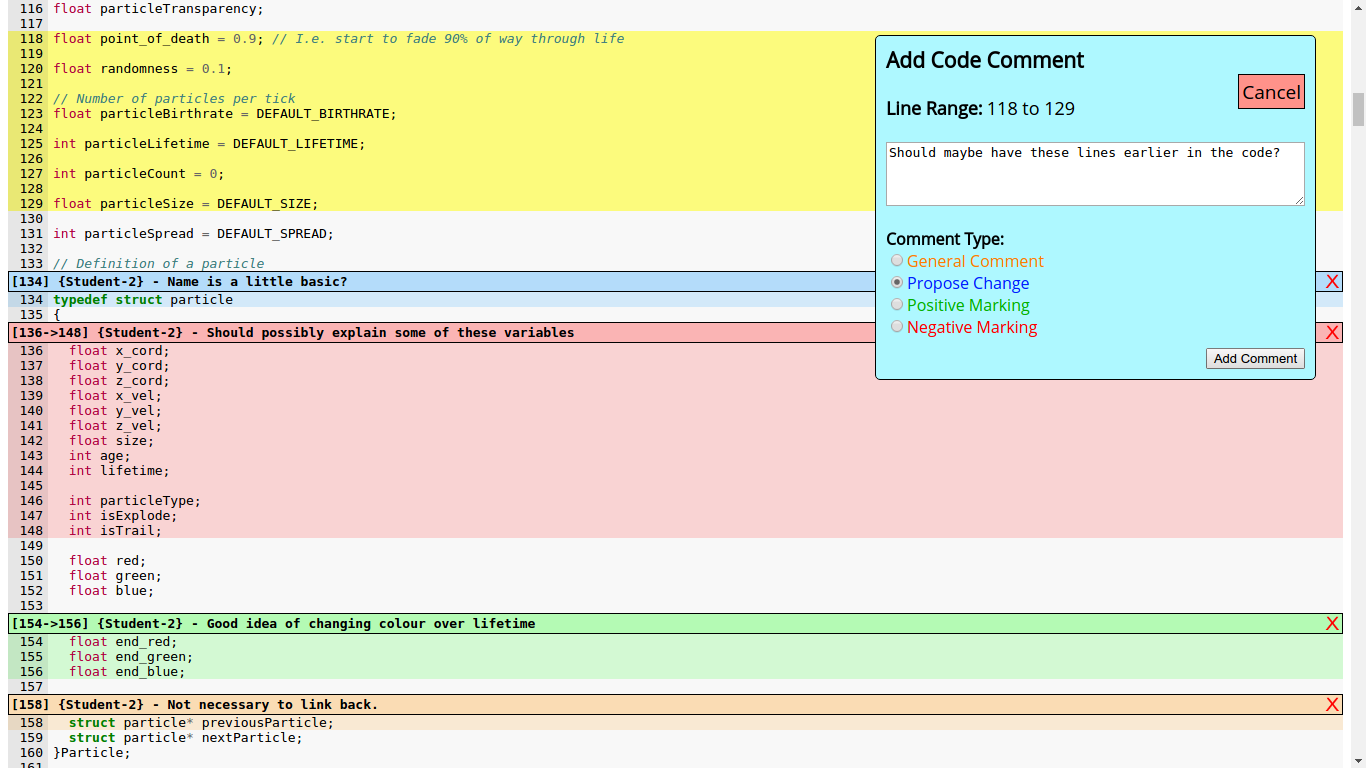 116 float particleTransparency;
117
118 float point_of_death = 0.9; // I.e. start to fade 90% of way through life
119
120 float randomness = 0.1;
121
122 // Number of particles per tick
123 float particleBirthrate = DEFAULT_BIRTHRATE;
124
125 int particleLifetime = DEFAULT_LIFETIME;
126
127 int particleCount = 0;
128
129 float particleSize = DEFAULT_SIZE;
130
131 int particleSpread = DEFAULT_SPREAD;
132
133 // Definition of a particle
[134] {Student-2} - Name is a little basic? X
134 typedef struct particle
135 {
[136->148] {Student-2} - Should possibly explain some of these variables X
136 float x_cord;
137 float y_cord;
138 float z_cord;
139 float x_vel;
140 float y_vel;
141 float z_vel;
142 float size;
143 int age;
144 int lifetime;
145
146 int particleType;
147 int isExplode;
148 int isTrail;
149
150 float red;
151 float green;
152 float blue;
153
[154->156] {Student-2} - Good idea of changing colour over lifetime X
154 float end_red;
155 float end_green;
156 float end_blue;
157
[158] {Student-2} - Not necessary to link back. X
158 struct particle* previousParticle;
159 struct particle* nextParticle;
160 }Particle;
161
Add Code Comment
Cancel
Line Range: 118 to 129
Should maybe have these lines earlier in the code?
Comment Type:
General Comment
Propose Change
Positive Marking
Negative Marking
Add Comment